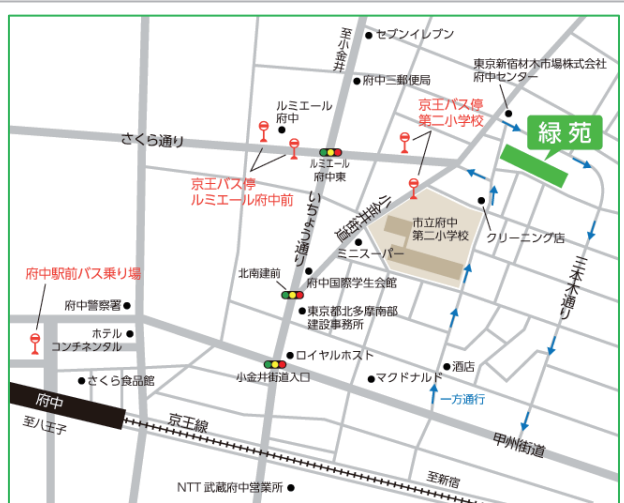 至小金井
セブンイレブン
府中三郵便局
東京新宿材木市場株式会社
府中センター
ルミエール
府中
京王バス停
第二小学校
緑苑
さくら通り
ルミエール
府中東
京王バス停
ルミエール府中前
いちょう通り
小金井街道
市立府中
第二小学校
クリーニング店
ミニスーパー
三本木通り
北南建前
府中国際学生会館
府中駅前バス乗り場
府中警察署
東京都北多摩南部
建設事務所
ホテル
コンチネンタル
ロイヤルホスト
小金井街道入口
さくら食品館
マクドナルド
酒店
一方通行
府中
至八王子
京王線
甲州街道
至新宿
NTT 武蔵府中営業所